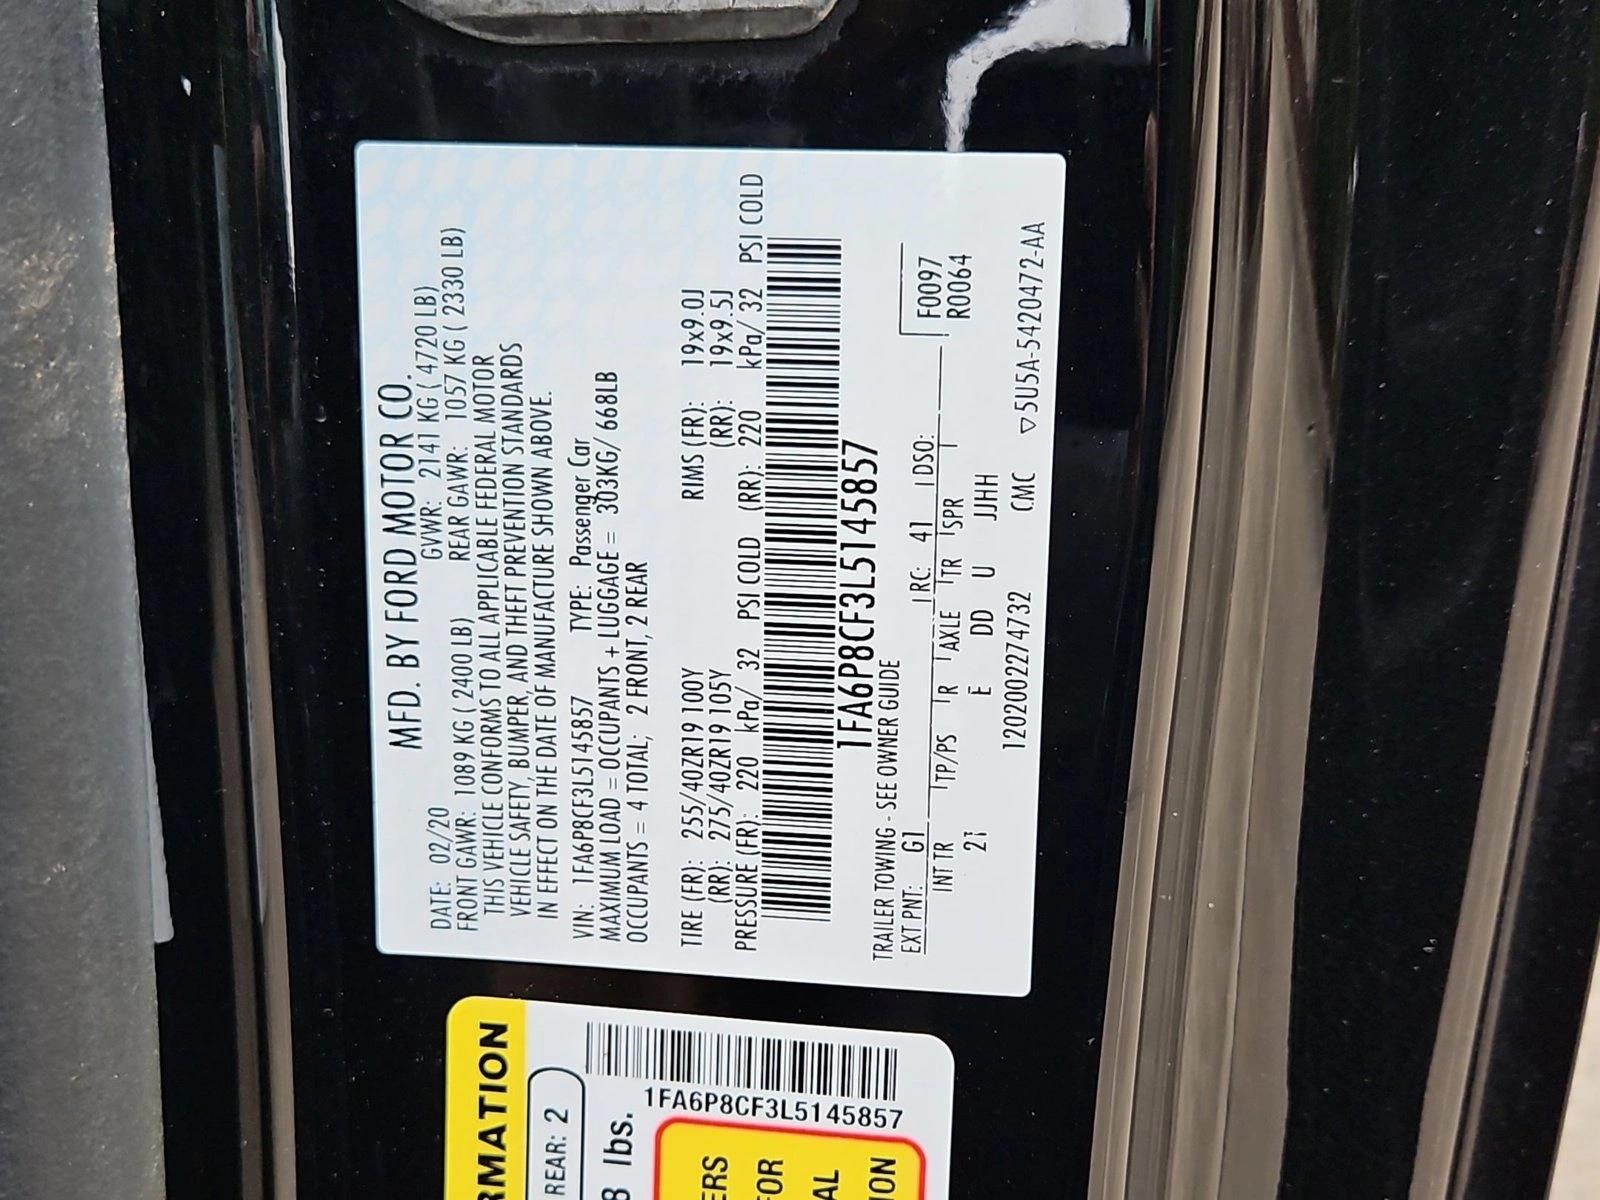 MFD. BY FORD MOTOR CO.
DATE: 02/20 GVWR: 2141 KG ( 4720 LB)
FRONT GAWR: 1089 KG ( 2400 LB) REAR GAWR: 1057 KG ( 2330 LB)
THIS VEHICLE CONFORMS TO ALL APPLICABLE FEDERAL MOTOR
VEHICLE SAFETY, BUMPER, AND THEFT PREVENTION STANDARDS
IN EFFECT ON THE DATE OF MANUFACTURE SHOWN ABOVE.
VIN: 1FA6P8CF3L5145857 TYPE: Passenger Car
MAXIMUM LOAD = OCCUPANTS + LUGGAGE = 303KG/ 668LB
OCCUPANTS = 4 TOTAL; 2 FRONT, 2 REAR
TIRE (FR): 255/40ZR19 100Y RIMS (FR): 19x9.0J
(RR): 275/40ZR19 105Y (RR): 19x9.5J
PRESSURE (FR): 220 kPa/ 32 PSI COLD (RR): 220 kPa/ 32 PSI COLD
1FA6P8CF3L5145857
TRAILER TOWING - SEE OWNER GUIDE
EXT PNT: G1 RC: 41 DSO: F0097
INT TR TP/PS R AXLE TR SPR R0064
E DD U JJHH
1202002274732 CMC ▽5U5A-5420472-AA
RMATION
REAR: 2
lbs.
1FA6P8CF3L5145857
ERS
FOR
AL
ION